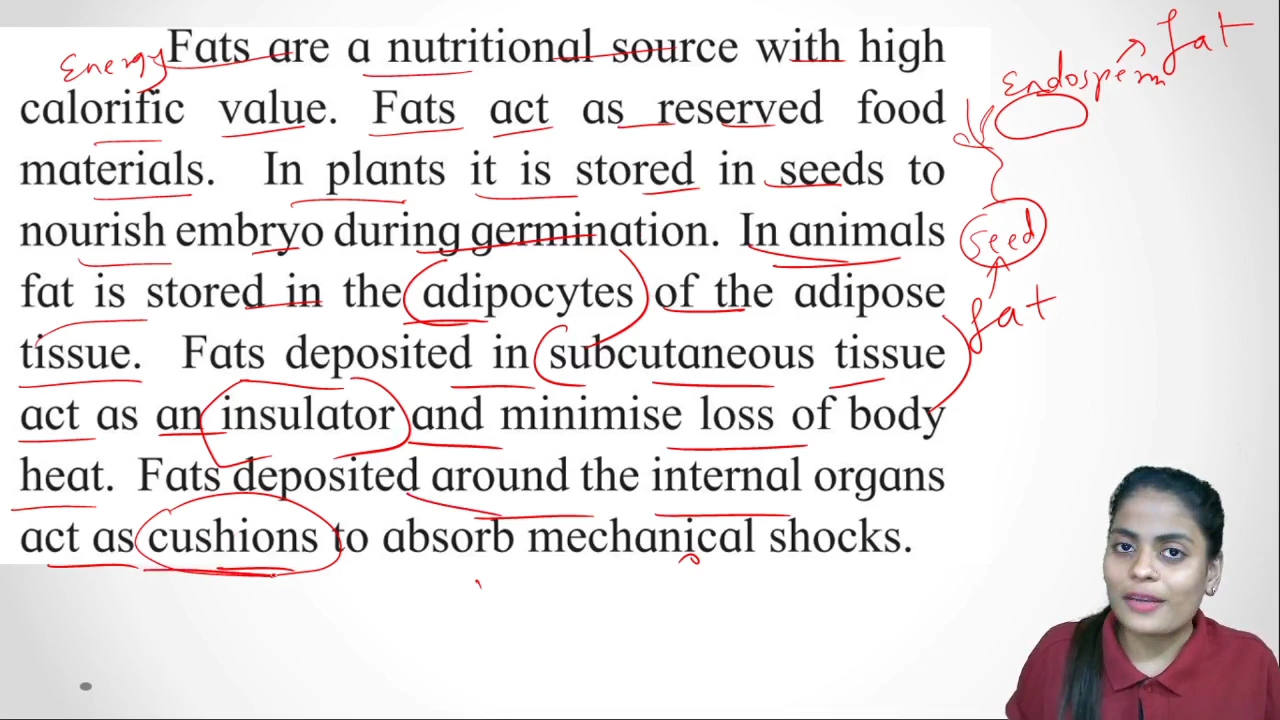 Energy
Fats are a nutritional source with high
calorific value. Fats act as reserved food
materials. In plants it is stored in seeds to
nourish embryo during germination. In animals
fat is stored in the adipocytes of the adipose
tissue. Fats deposited in subcutaneous tissue
act as an insulator and minimise loss of body
heat. Fats deposited around the internal organs
act as cushions to absorb mechanical shocks.
fat
Endosperm
Seed
fat